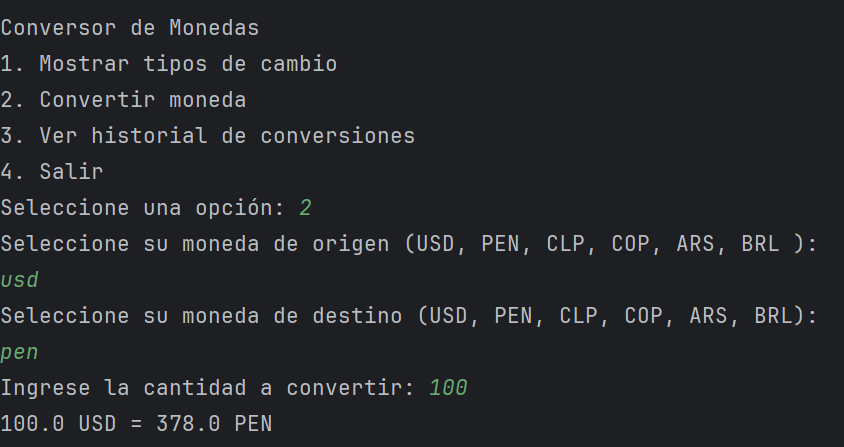 Conversor de Monedas
1. Mostrar tipos de cambio
2. Convertir moneda
3. Ver historial de conversiones
4. Salir
Seleccione una opción: 2
Seleccione su moneda de origen (USD, PEN, CLP, COP, ARS, BRL ):
usd
Seleccione su moneda de destino (USD, PEN, CLP, COP, ARS, BRL):
pen
Ingrese la cantidad a convertir: 100
100.0 USD = 378.0 PEN